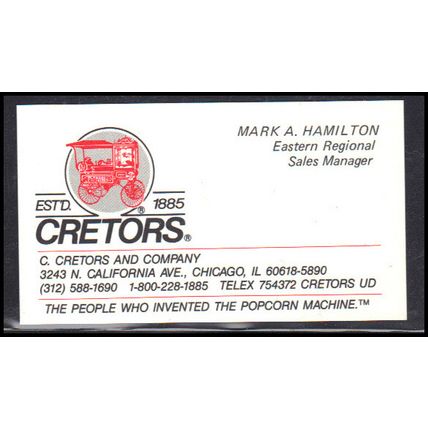 MARK A. HAMILTON
Eastern Regional
Sales Manager
ESTD. 1885
CRETORS®
C. CRETORS AND COMPANY
3243 N. CALIFORNIA AVE., CHICAGO, IL 60618-5890
(312) 588-1690 1-800-228-1885 TELEX 754372 CRETORS UD
THE PEOPLE WHO INVENTED THE POPCORN MACHINE.™